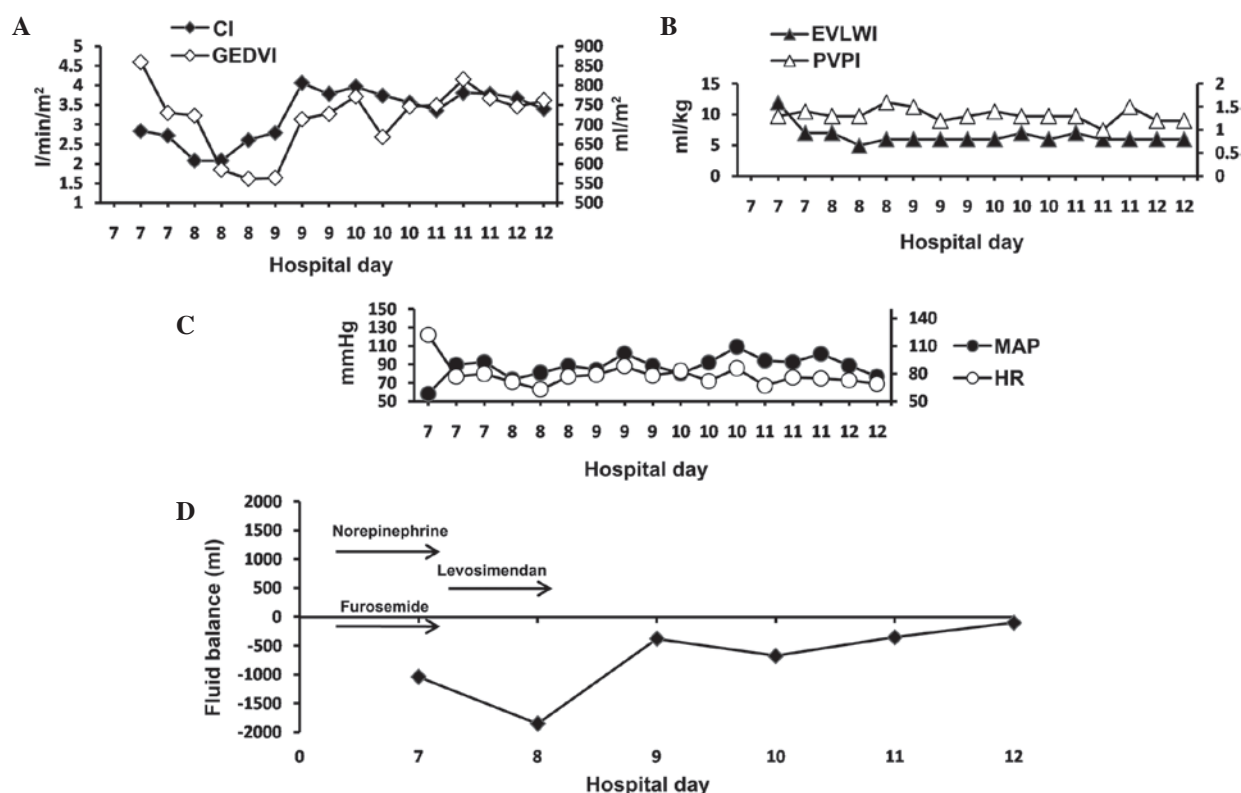 A
CI
GEDVI
l/min/m²
5
4.5
4
3.5
3
2.5
2
1.5
1
900
850
800
750
700
650
600
550
500
ml/m²
7 7 7 8 8 8 9 9 9 10 10 10 11 11 11 12 12
Hospital day
B
EVLWI
PVPI
ml/kg
15
10
5
0
2
1.5
1
0.5
0
7 7 7 8 8 8 9 9 9 10 10 10 11 11 11 12 12
Hospital day
C
mmHg
150
130
110
90
70
50
140
110
80
50
MAP
HR
7 7 7 8 8 8 9 9 9 10 10 10 11 11 11 12 12
Hospital day
D
Fluid balance (ml)
2000
1500
1000
500
0
-500
-1000
-1500
-2000
Norepinephrine
Levosimendan
Furosemide
0 7 8 9 10 11 12
Hospital day